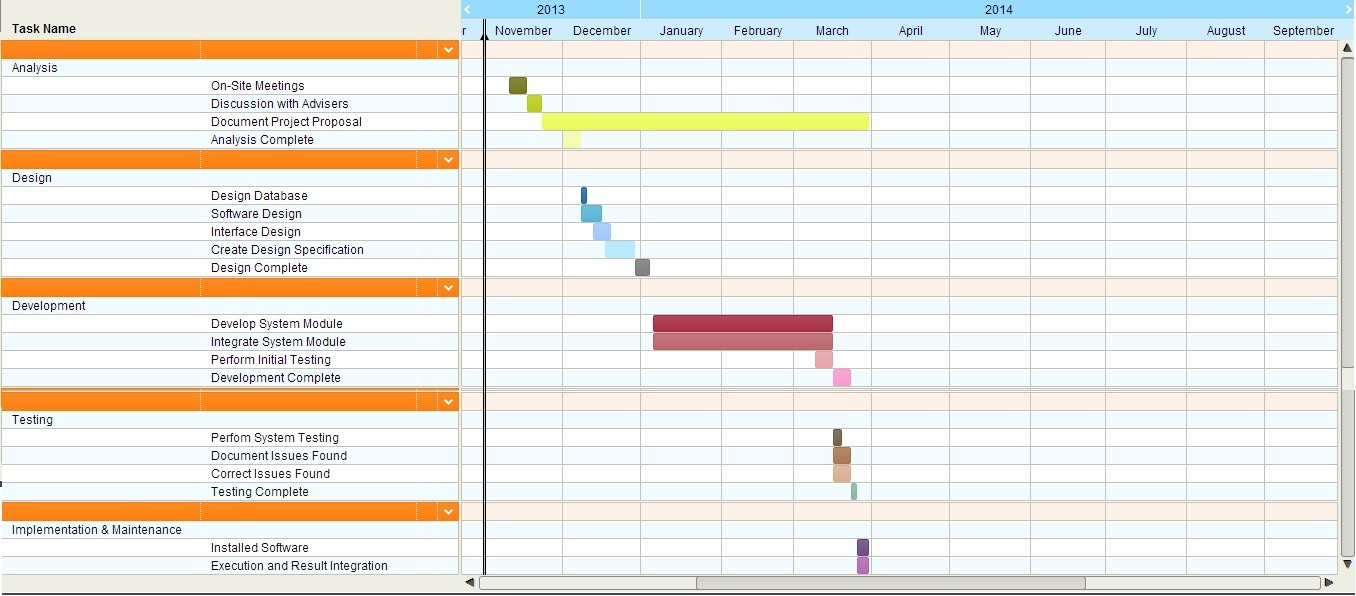 2013 2014
Task Name r November December January February March April May June July August September
Analysis
On-Site Meetings
Discussion with Advisers
Document Project Proposal
Analysis Complete
Design
Design Database
Software Design
Interface Design
Create Design Specification
Design Complete
Development
Develop System Module
Integrate System Module
Perform Initial Testing
Development Complete
Testing
Perfom System Testing
Document Issues Found
Correct Issues Found
Testing Complete
Implementation & Maintenance
Installed Software
Execution and Result Integration